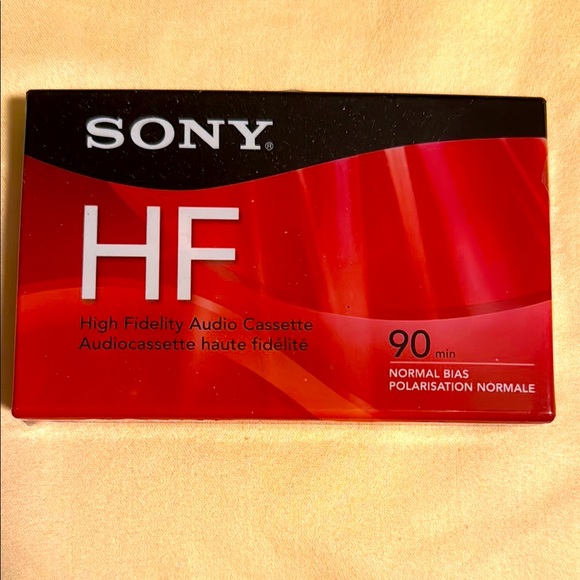 SONY®
HF
High Fidelity Audio Cassette
Audiocassette haute fidélité
90 min
NORMAL BIAS
POLARISATION NORMALE